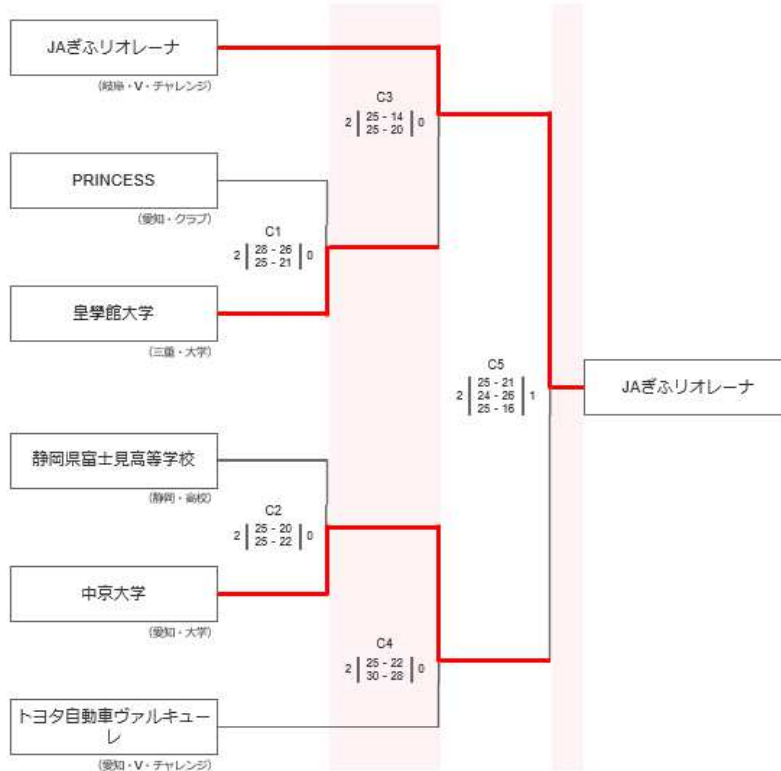 JAぎふリオレーナ
(岐阜・V・チャレンジ)
C3
2 25 - 14 0
25 - 20
PRINCESS
(愛知・クラブ)
C1
2 28 - 26 0
25 - 21
皇學館大学
(三重・大学)
C5
2 25 - 21 1
24 - 26
25 - 16
JAぎふリオレーナ
静岡県富士見高等学校
(静岡・高校)
C2
2 25 - 20 0
25 - 22
中京大学
(愛知・大学)
C4
2 25 - 22 0
30 - 28
トヨタ自動車ヴァルキュー
レ
(愛知・V・チャレンジ)